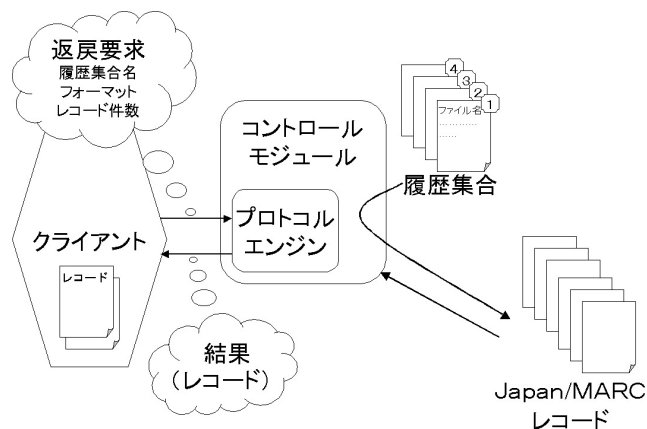 返戻要求
履歴集合名
フォーマット
レコード件数
コントロール
モジュール
4
3
2
1
ファイル名
履歴集合
プロトコル
エンジン
クライアント
レコード
結果
(レコード)
Japan/MARC
レコード